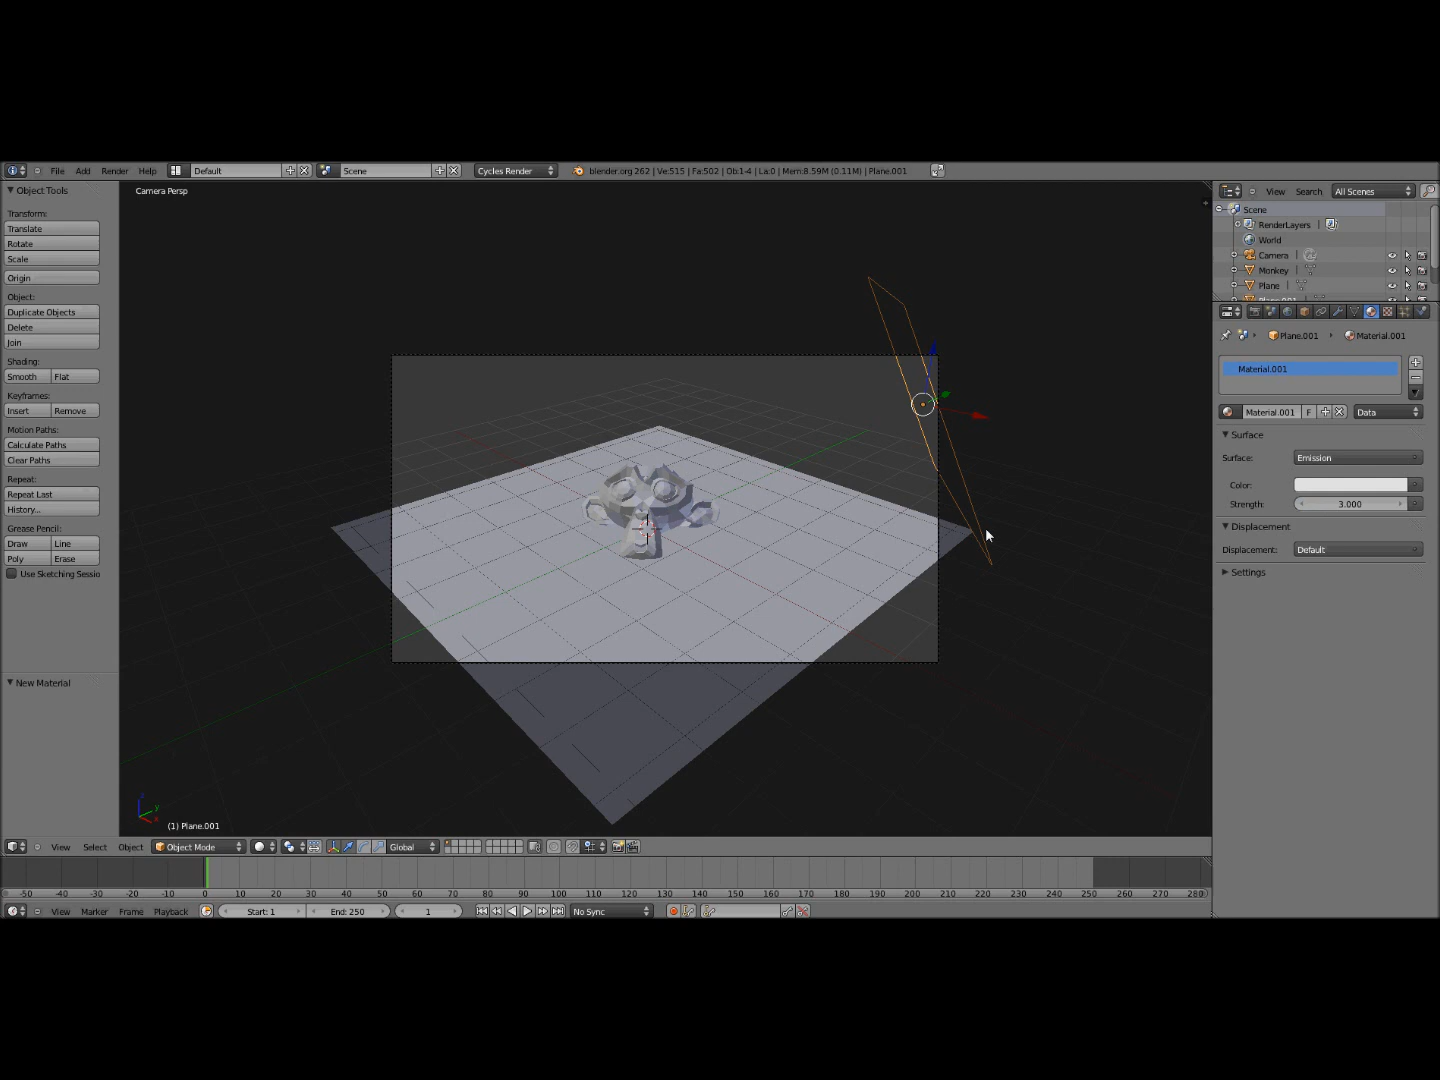 File Add Render Help Default Scene Cycles Render blender.org 262 | Ve:515 | Fa:502 | Ob:1-4 | La:0 | Mem:8.59M (0.11M) | Plane.001
Object Tools
Camera Persp
View Search All Scenes
Transform:
Translate
Rotate
Scale
Origin
Object:
Duplicate Objects
Delete
Join
Shading:
Smooth Flat
Keyframes:
Insert Remove
Motion Paths:
Calculate Paths
Clear Paths
Repeat:
Repeat Last
History...
Grease Pencil:
Draw Line
Poly Erase
Use Sketching Sessio
New Material
Scene
RenderLayers |
World
Camera |
Monkey |
Plane |
Plane.001
Plane.001 Material.001
Material.001
Material.001 F Data
Surface
Surface: Emission
Color:
Strength: 3.000
Displacement
Displacement: Default
Settings
z
y
x
(1) Plane.001
View Select Object Object Mode Global
-50 -40 -30 -20 -10 0 10 20 30 40 50 60 70 80 90 100 110 120 130 140 150 160 170 180 190 200 210 220 230 240 250 260 270 280
View Marker Frame Playback Start: 1 End: 250 1 No Sync